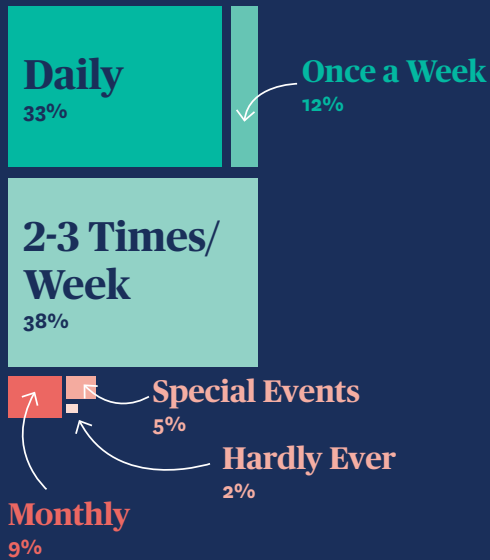 Daily
33%
Once a Week
12%
2-3 Times/
Week
38%
Special Events
5%
Hardly Ever
2%
Monthly
9%